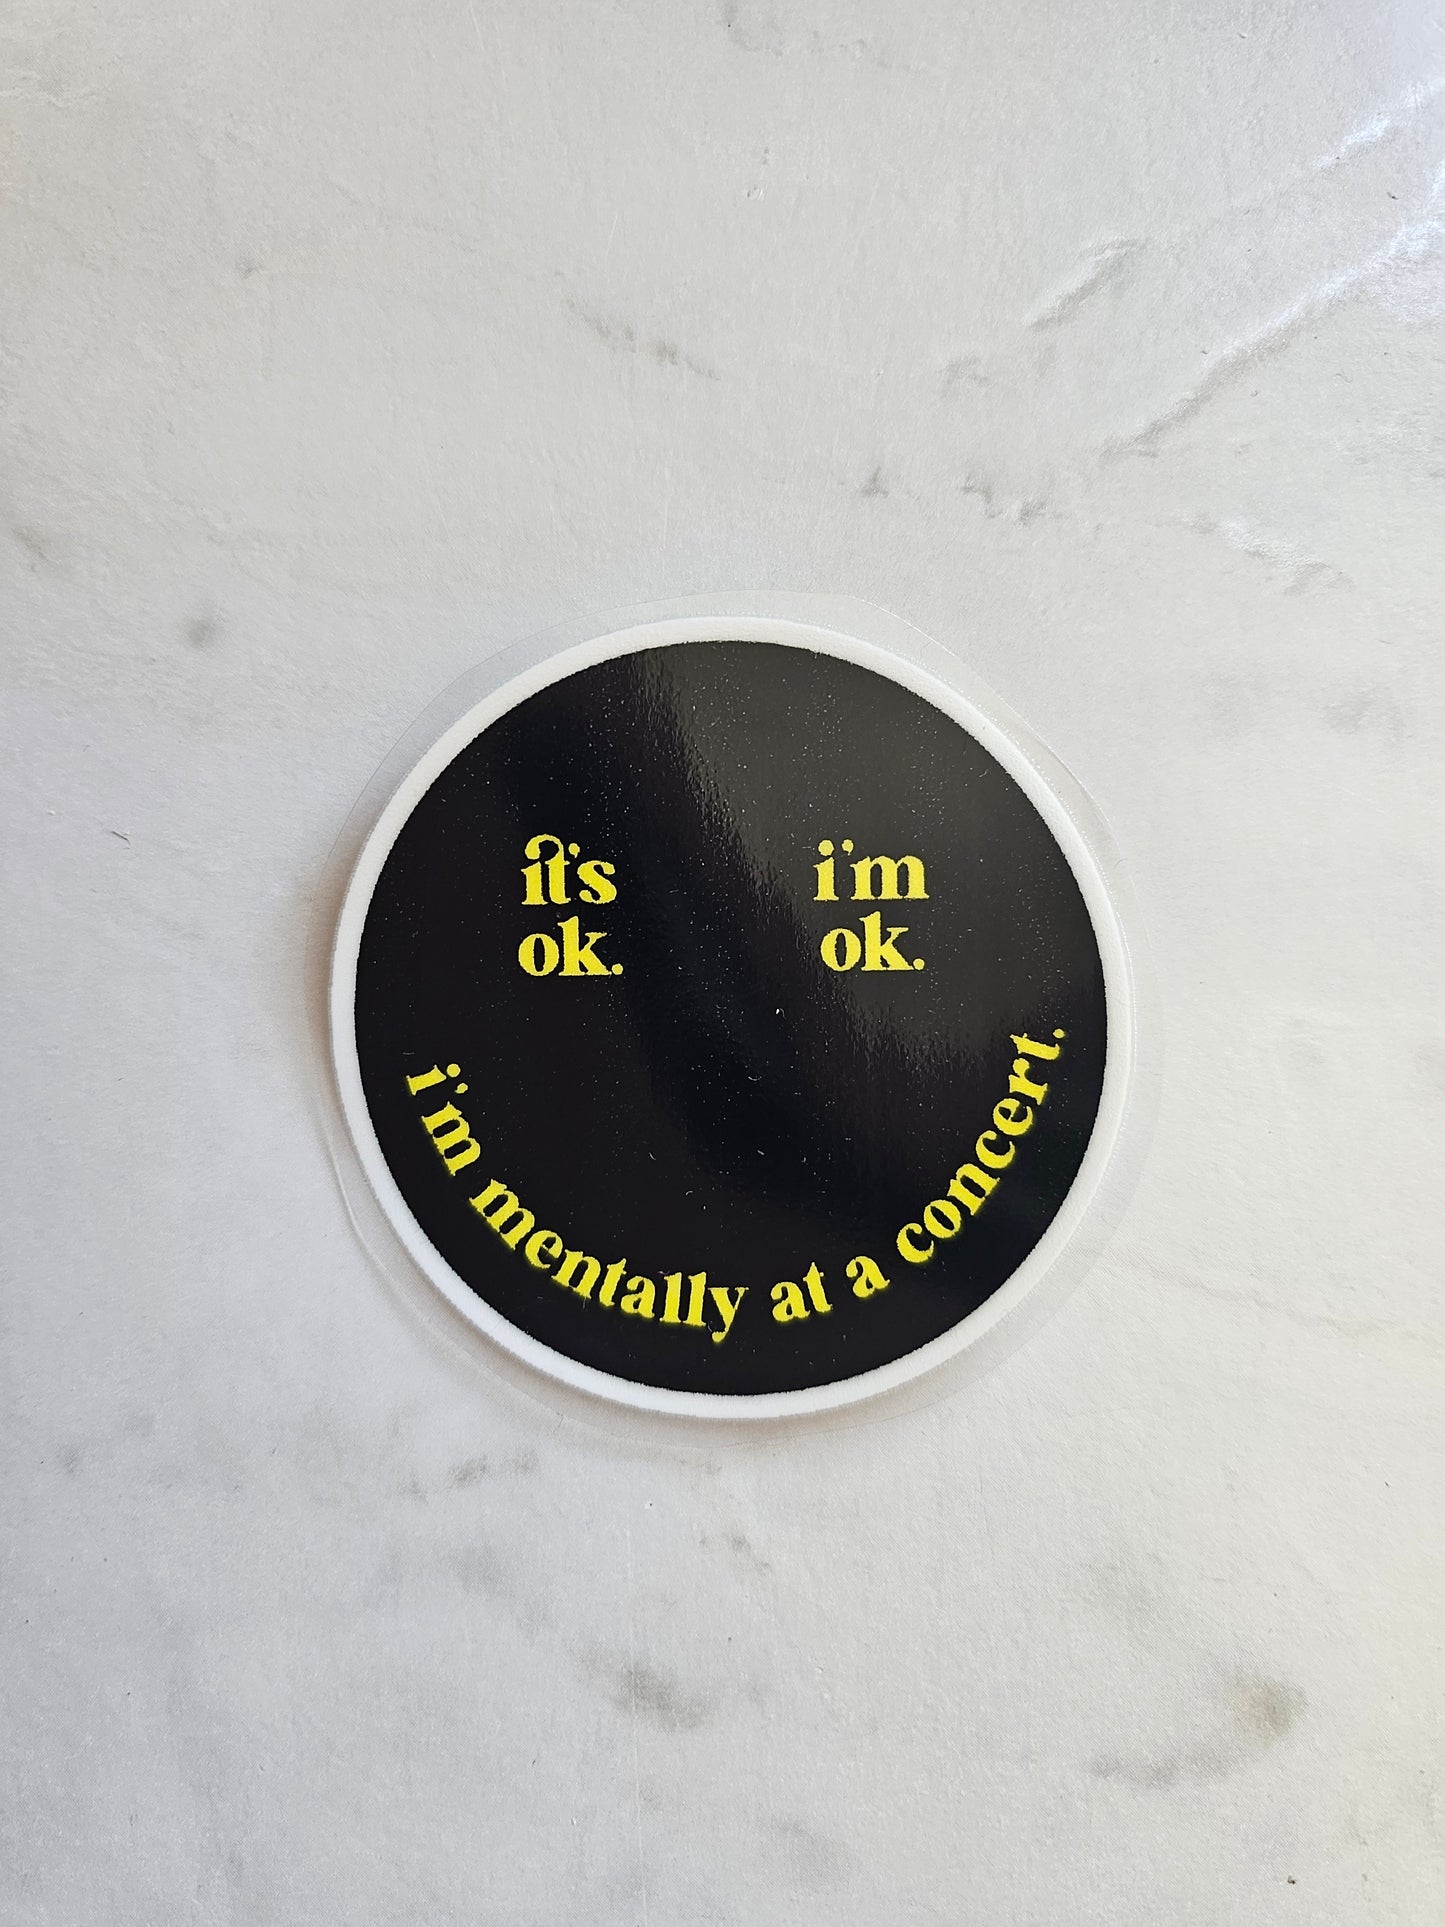 it's
ok.
i'm
ok.
i'm mentally at a concert.